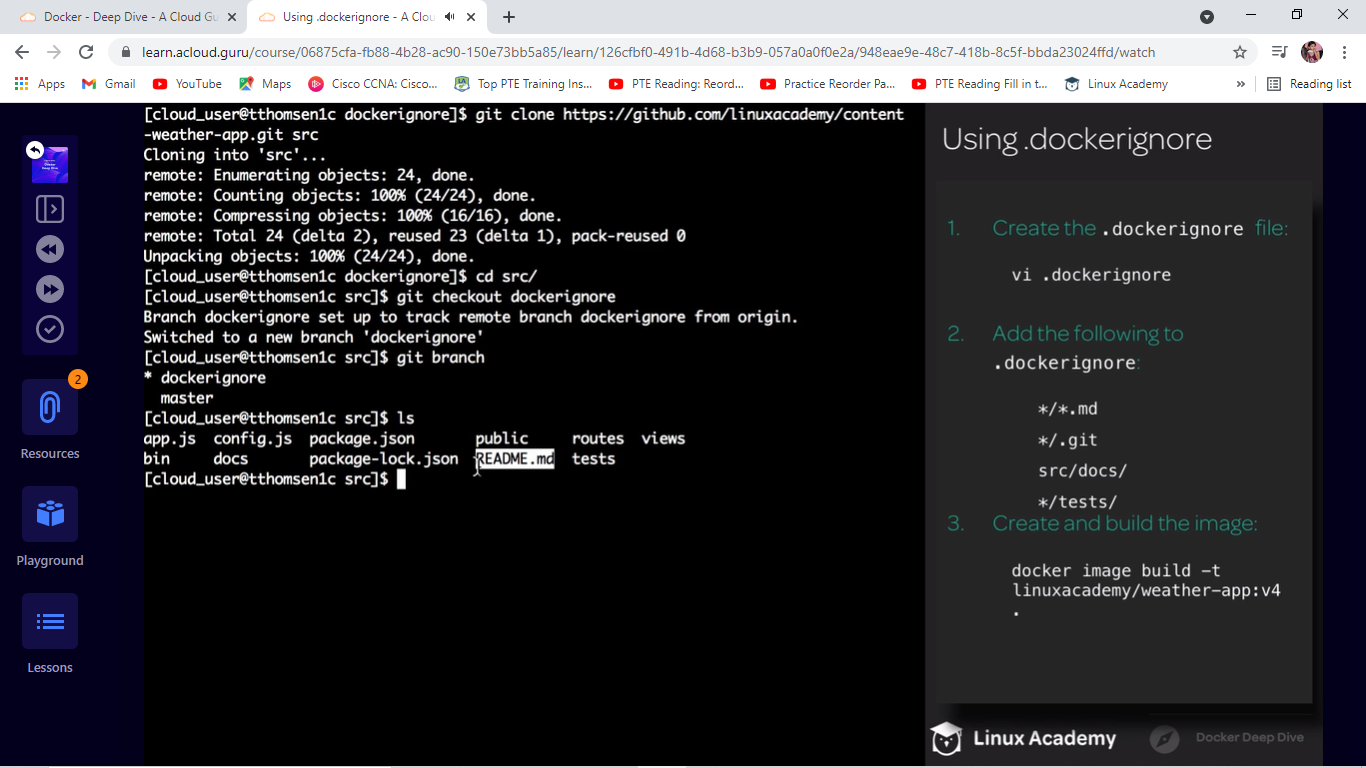 Docker - Deep Dive - A Cloud Gu
Using .dockerignore - A Clou
learn.acloud.guru/course/06875cfa-fb88-4b28-ac90-150e73bb5a85/learn/126cfbf0-491b-4d68-b3b9-057a0a0f0e2a/948eae9e-48c7-418b-8c5f-bbda23024ffd/watch
Apps Gmail YouTube Maps Cisco CCNA: Cisco... Top PTE Training Ins... PTE Reading: Reord... Practice Reorder Pa... PTE Reading Fill in t... Linux Academy » Reading list
Docker
Deep Dive
2
Resources
Playground
Lessons
[cloud_user@tthomsen1c dockerignore]$ git clone https://github.com/linuxacademy/content
-weather-app.git src
Cloning into 'src'...
remote: Enumerating objects: 24, done.
remote: Counting objects: 100% (24/24), done.
remote: Compressing objects: 100% (16/16), done.
remote: Total 24 (delta 2), reused 23 (delta 1), pack-reused 0
Unpacking objects: 100% (24/24), done.
[cloud_user@tthomsen1c dockerignore]$ cd src/
[cloud_user@tthomsen1c src]$ git checkout dockerignore
Branch dockerignore set up to track remote branch dockerignore from origin.
Switched to a new branch 'dockerignore'
[cloud_user@tthomsen1c src]$ git branch
* dockerignore
master
[cloud_user@tthomsen1c src]$ ls
app.js config.js package.json public routes views
bin docs package-lock.json README.md tests
[cloud_user@tthomsen1c src]$
Using .dockerignore
1. Create the .dockerignore file:
vi .dockerignore
2. Add the following to
.dockerignore:
*/*.md
*/.git
src/docs/
*/tests/
3. Create and build the image:
docker image build -t
linuxacademy/weather-app:v4
.
Linux Academy
Docker Deep Dive